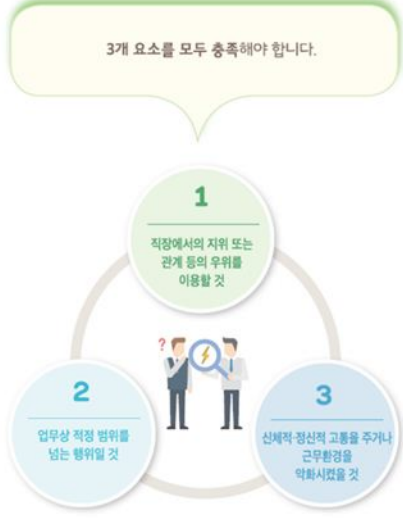 3개 요소를 모두 충족해야 합니다.
1
직장에서의 지위 또는
관계 등의 우위를
이용할 것
?
2
업무상 적정 범위를
넘는 행위일 것
3
신체적·정신적 고통을 주거나
근무환경을
악화시켰을 것